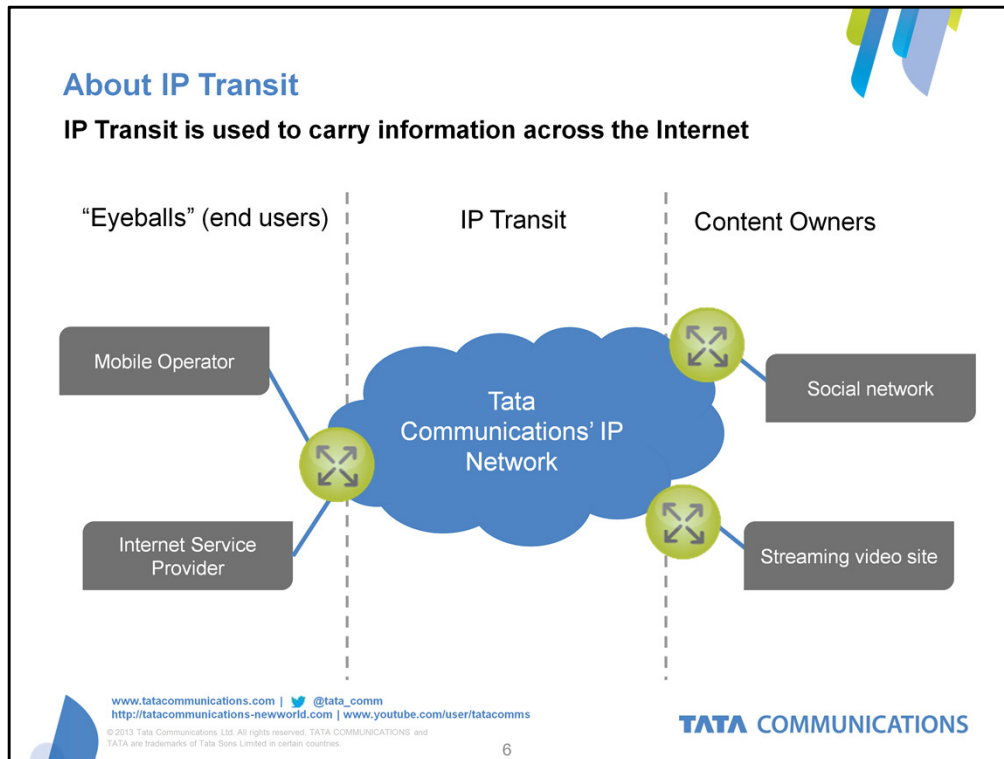 About IP Transit
IP Transit is used to carry information across the Internet
“Eyeballs” (end users)
IP Transit
Content Owners
Mobile Operator
Social network
Tata
Communications’ IP
Network
Internet Service
Provider
Streaming video site
www.tatacommunications.com | @tata_comm
http://tatacommunications-newworld.com | www.youtube.com/user/tatacomms
© 2013 Tata Communications Ltd. All rights reserved. TATA COMMUNICATIONS and
TATA are trademarks of Tata Sons Limited in certain countries.
6
TATA COMMUNICATIONS